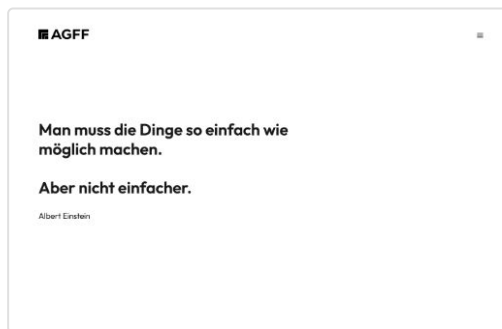 AGFF
Man muss die Dinge so einfach wie
möglich machen.
Aber nicht einfacher.
Albert Einstein